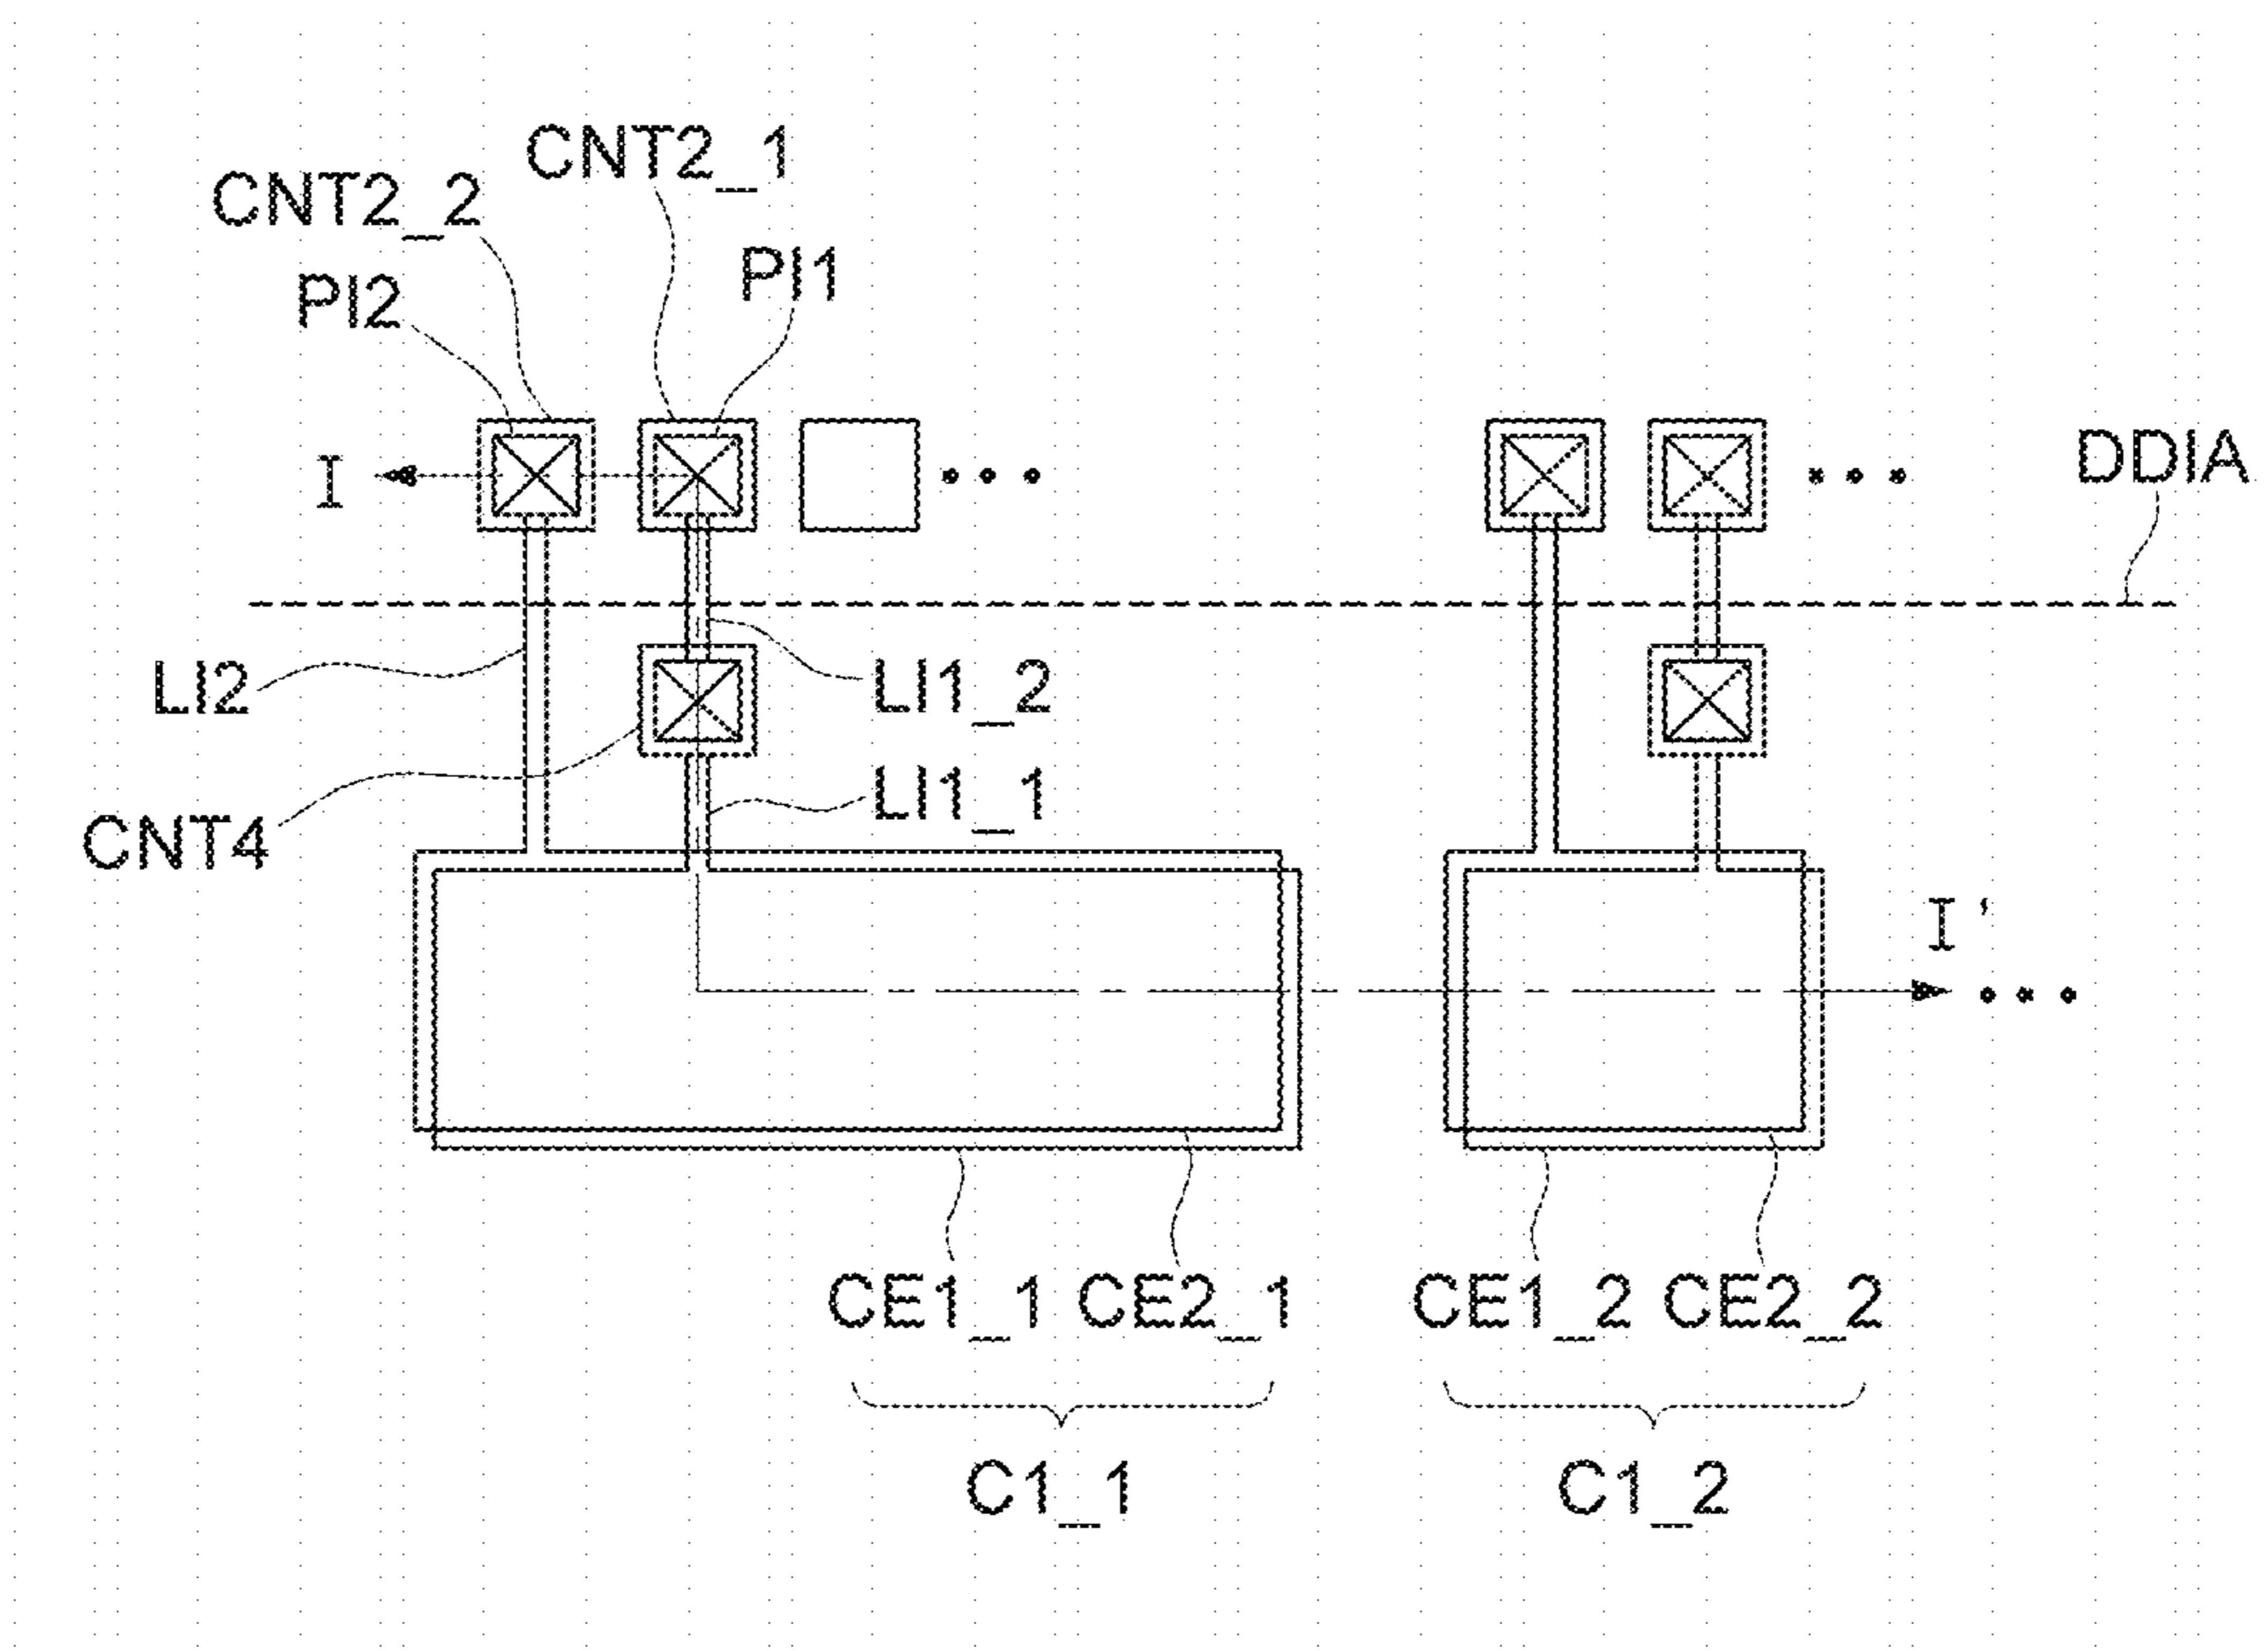 CNT2_1
CNT2_2
PI1
PI2
I
DDIA
LI2
LI1_2
LI1_1
CNT4
I'
CE1_1 CE2_1 CE1_2 CE2_2
C1_1 C1_2